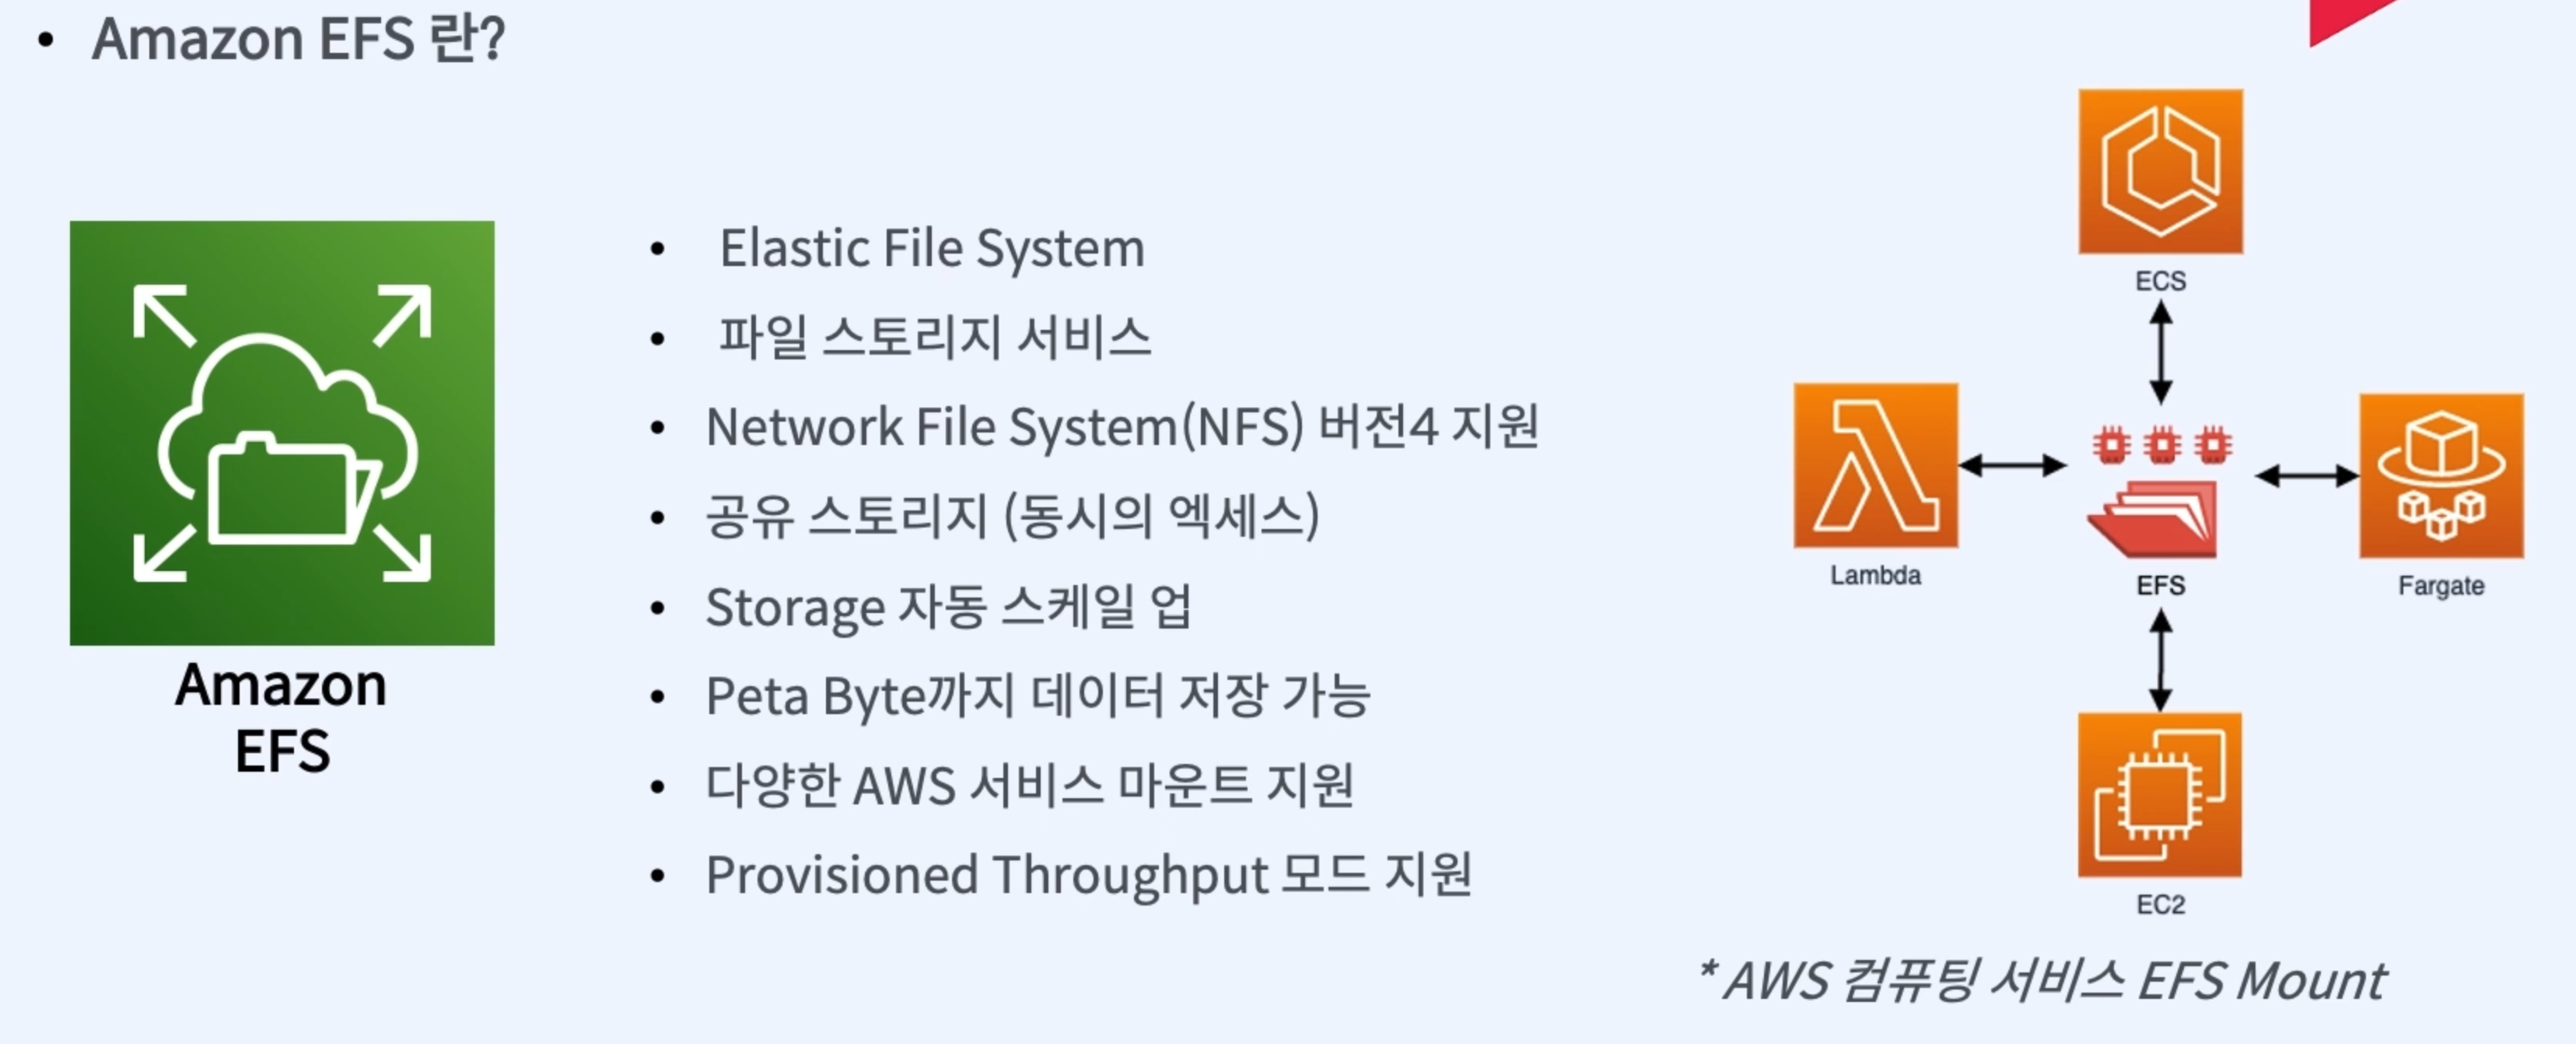 • Amazon EFS 란?
Amazon
EFS
• Elastic File System
• 파일 스토리지 서비스
• Network File System(NFS) 버전4 지원
• 공유 스토리지 (동시의 엑세스)
• Storage 자동 스케일 업
• Peta Byte까지 데이터 저장 가능
• 다양한 AWS 서비스 마운트 지원
• Provisioned Throughput 모드 지원
ECS
Lambda
EFS
Fargate
EC2
* AWS 컴퓨팅 서비스 EFS Mount